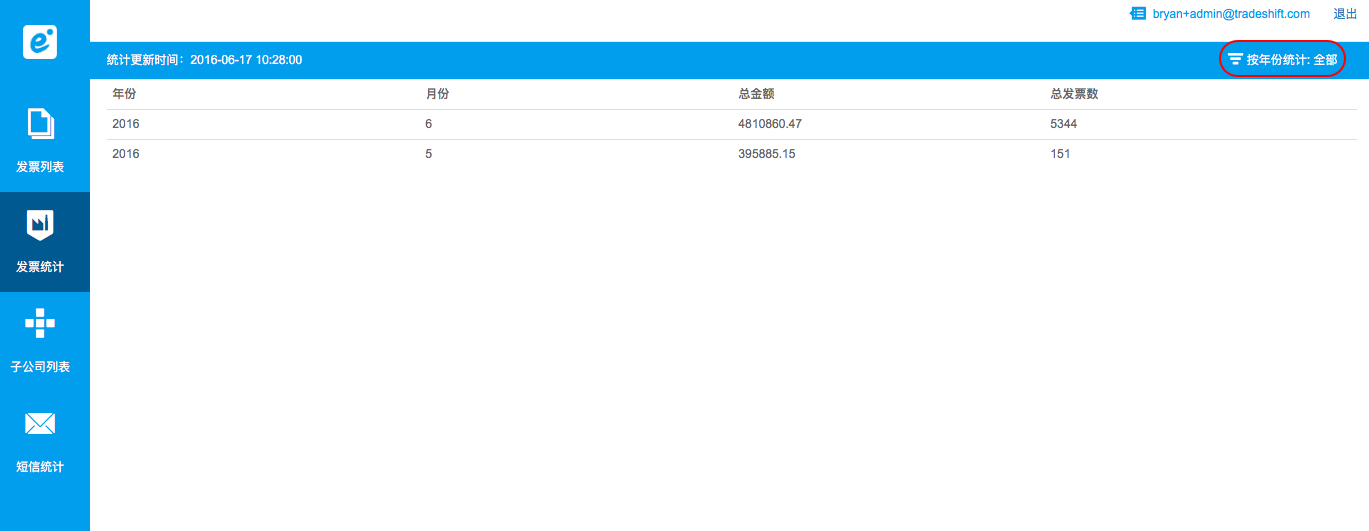 bryan+admin@tradeshift.com 退出
e
统计更新时间：2016-06-17 10:28:00 按年份统计: 全部
年份 月份 总金额 总发票数
2016 6 4810860.47 5344
2016 5 395885.15 151
发票列表
发票统计
子公司列表
短信统计